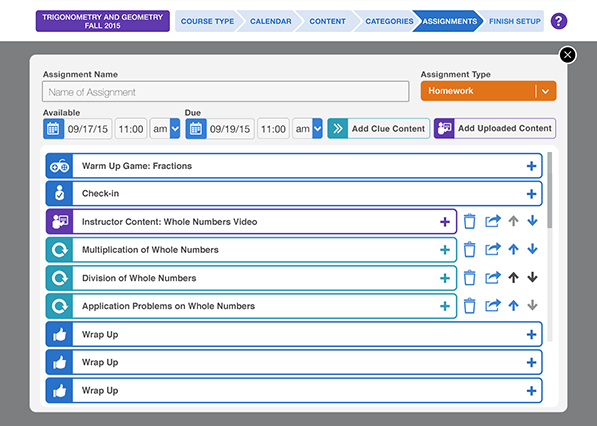 TRIGONOMETRY AND GEOMETRY
FALL 2015
COURSE TYPE CALENDAR CONTENT CATEGORIES ASSIGNMENTS FINISH SETUP ?
Assignment Name
Assignment Type
Name of Assignment
Homework
Available
Due
09/17/15 11:00 am 09/19/15 11:00 am Add Clue Content Add Uploaded Content
Warm Up Game: Fractions
Check-in
Instructor Content: Whole Numbers Video
Multiplication of Whole Numbers
Division of Whole Numbers
Application Problems on Whole Numbers
Wrap Up
Wrap Up
Wrap Up